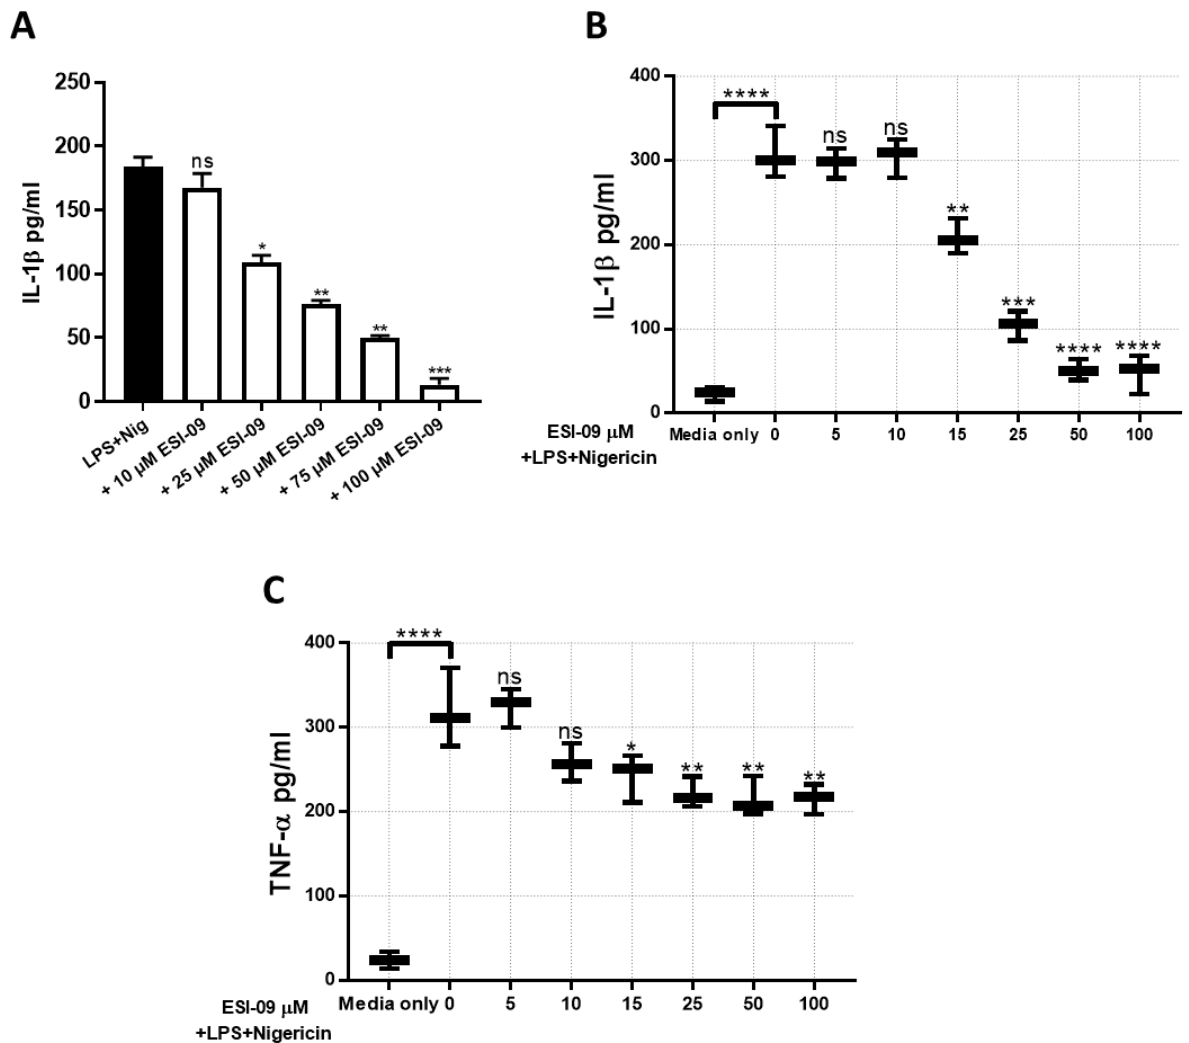 A
250
200
150
100
50
0
IL-1β pg/ml
ns
*
**
**
***
LPS+Nig
+ 10 μM ESI-09
+ 25 μM ESI-09
+ 50 μM ESI-09
+ 75 μM ESI-09
+ 100 μM ESI-09
B
400
300
200
100
0
IL-1β pg/ml
****
ns
ns
**
***
****
****
ESI-09 μM Media only 0 5 10 15 25 50 100
+LPS+Nigericin
C
400
300
200
100
0
TNF-α pg/ml
****
ns
ns
*
**
**
**
ESI-09 μM Media only 0 5 10 15 25 50 100
+LPS+Nigericin